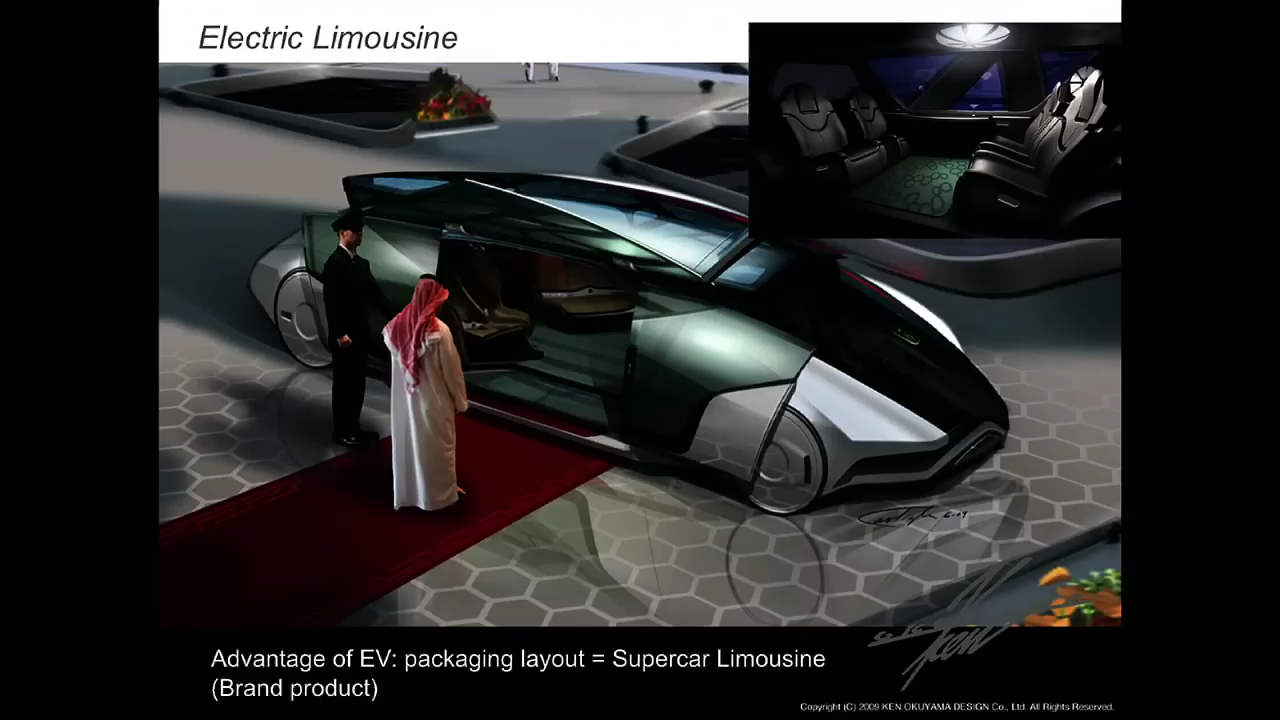 Electric Limousine
Advantage of EV: packaging layout = Supercar Limousine
(Brand product)
Ken
Copyright (C) 2009 KEN OKUYAMA DESIGN Co., Ltd. All Rights Reserved.